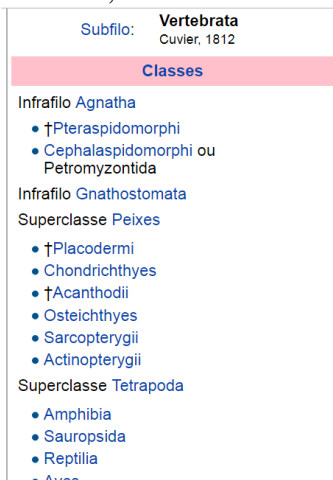 Subfilo: Vertebrata
Cuvier, 1812
Classes
Infrafilo Agnatha
†Pteraspidomorphi
Cephalaspidomorphi ou
Petromyzontida
Infrafilo Gnathostomata
Superclasse Peixes
†Placodermi
Chondrichthyes
†Acanthodii
Osteichthyes
Sarcopterygii
Actinopterygii
Superclasse Tetrapoda
Amphibia
Sauropsida
Reptilia